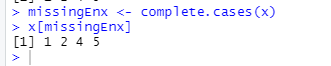 > missingEnx <- complete.cases(x)
> x[missingEnx]
[1] 1 2 4 5
>